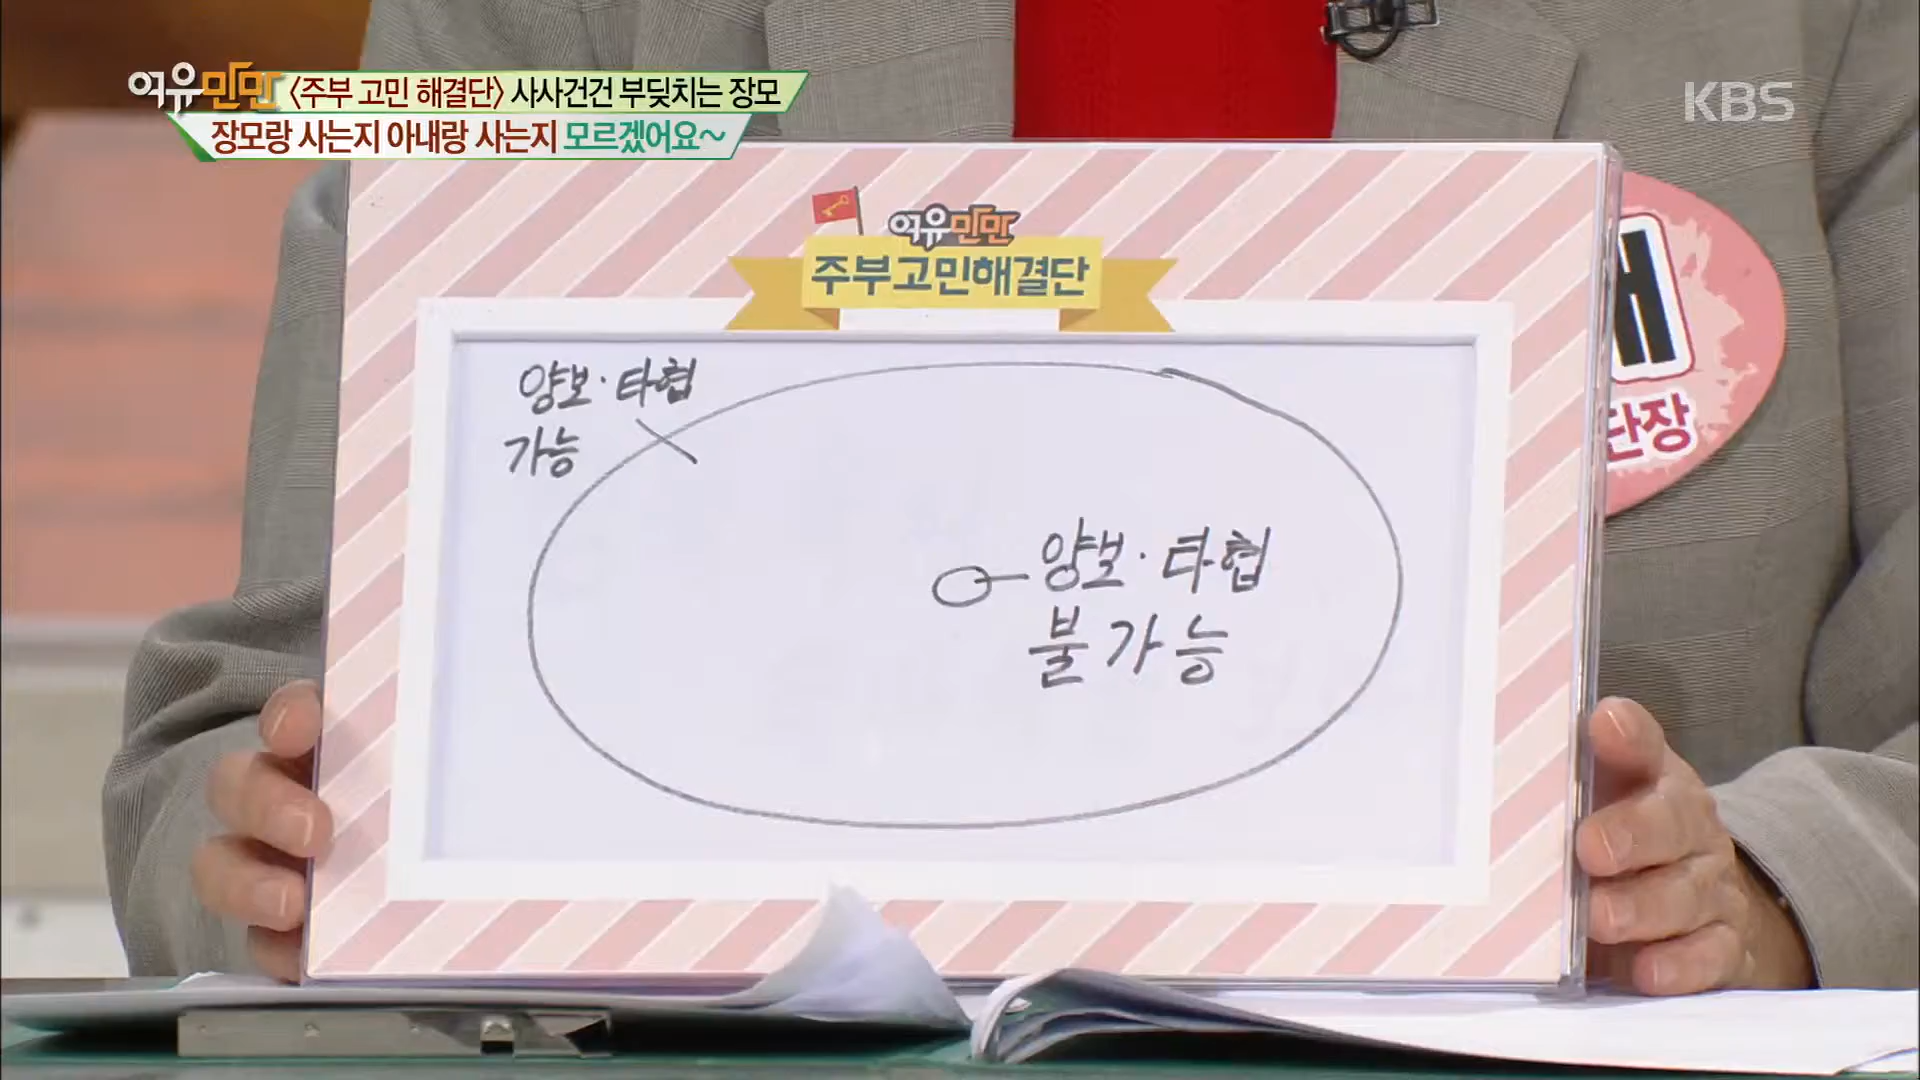 여유만만 <주부 고민 해결단> 사사건건 부딪치는 장모
장모랑 사는지 아내랑 사는지 모르겠어요~
KBS
여유만만
주부고민해결단
양보·타협
가능
양보·타협
불가능
단장